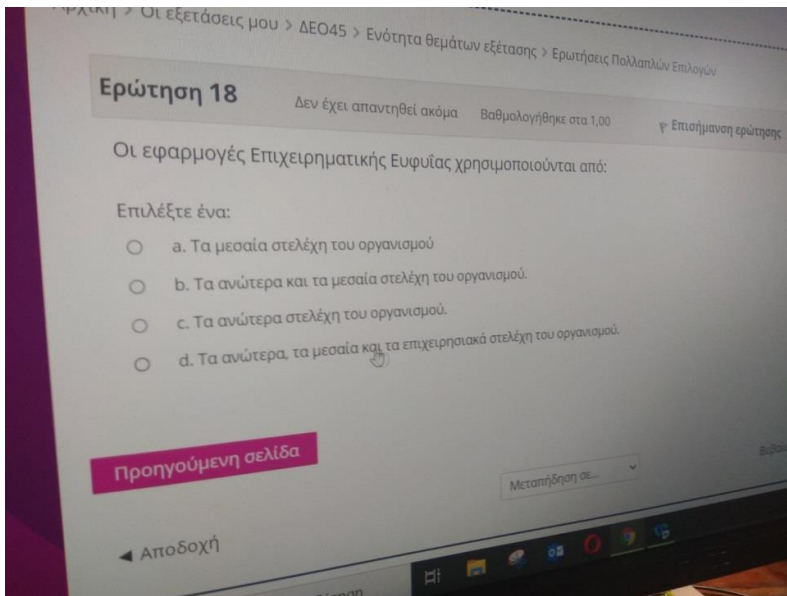 Οι εξετάσεις μου > ΔΕΟ45 > Ενότητα θεμάτων εξέτασης > Ερωτήσεις Πολλαπλών Επιλογών
Ερώτηση 18
Δεν έχει απαντηθεί ακόμα
Βαθμολογήθηκε στα 1,00
Επισήμανση ερώτησης
Οι εφαρμογές Επιχειρηματικής Ευφυΐας χρησιμοποιούνται από:
Επιλέξτε ένα:
a. Τα μεσαία στελέχη του οργανισμού
b. Τα ανώτερα και τα μεσαία στελέχη του οργανισμού.
c. Τα ανώτερα στελέχη του οργανισμού.
d. Τα ανώτερα, τα μεσαία και τα επιχειρησιακά στελέχη του οργανισμού.
Προηγούμενη σελίδα
Μεταπήδηση σε...
◄ Αποδοχή